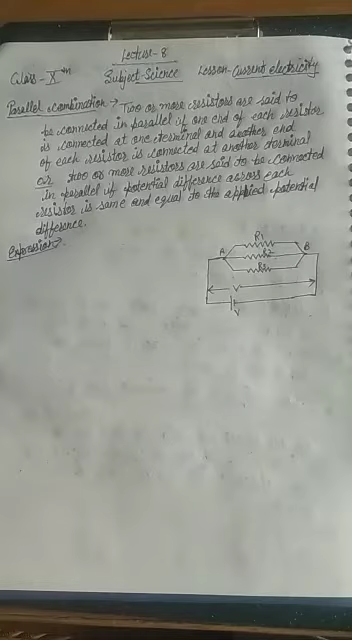 Lecture-8
Class-Xth Subject-Science Lesson-Current electricity
Parallel combination → Two or more resistors are said to
be connected in parallel if one end of each resistor
is connected at one terminal and another end
of each resistor is connected at another terminal
or two or more resistors are said to be connected
in parallel if potential difference across each
resistor is same and equal to the applied potential
difference.
Expression→
R1
A R2 B
R3
V
V